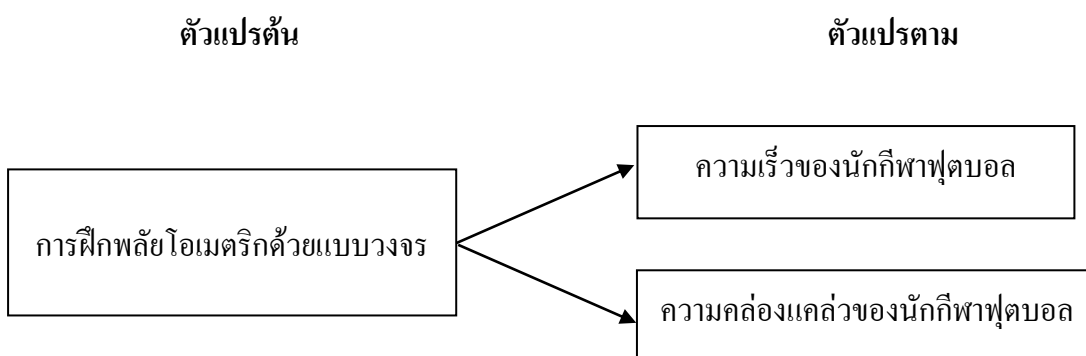 ตัวแปรต้น
ตัวแปรตาม
ความเร็วของนักกีฬาฟุตบอล
การฝึกพลัยโอเมตริกด้วยแบบวงจร
ความคล่องแคล่วของนักกีฬาฟุตบอล